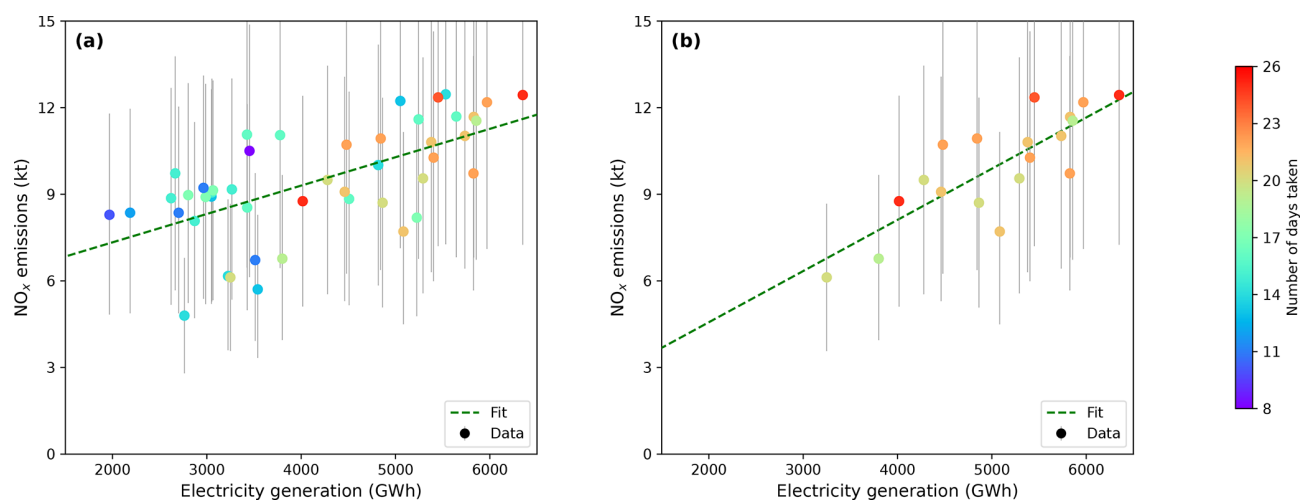 (a)
15
12
9
6
3
0
NOx emissions (kt)
2000 3000 4000 5000 6000
Electricity generation (GWh)
Fit
Data
(b)
15
12
9
6
3
0
NOx emissions (kt)
2000 3000 4000 5000 6000
Electricity generation (GWh)
Fit
Data
26
23
20
17
14
11
8
Number of days taken